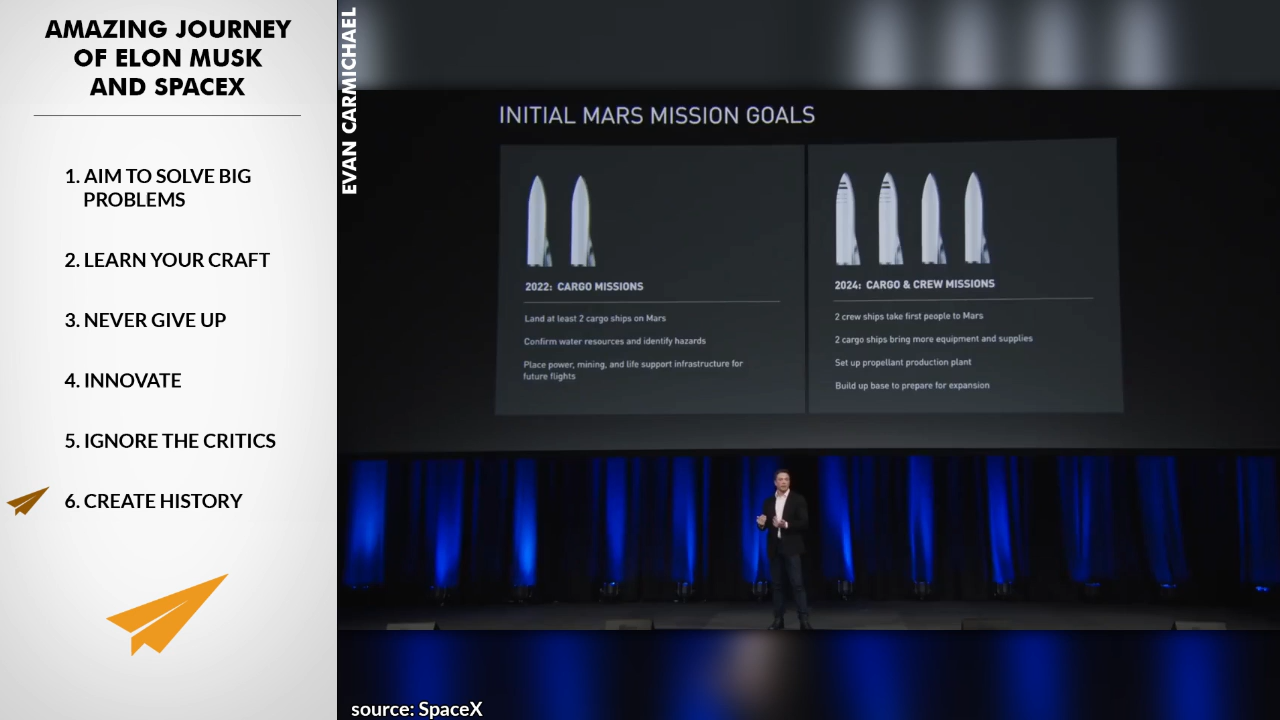 AMAZING JOURNEY
OF ELON MUSK
AND SPACEX
1. AIM TO SOLVE BIG
PROBLEMS
2. LEARN YOUR CRAFT
3. NEVER GIVE UP
4. INNOVATE
5. IGNORE THE CRITICS
6. CREATE HISTORY
EVAN CARMICHAEL
INITIAL MARS MISSION GOALS
2022: CARGO MISSIONS
Land at least 2 cargo ships on Mars
Confirm water resources and identify hazards
Place power, mining, and life support infrastructure for
future flights
2024: CARGO & CREW MISSIONS
2 crew ships take first people to Mars
2 cargo ships bring more equipment and supplies
Set up propellant production plant
Build up base to prepare for expansion
source: SpaceX